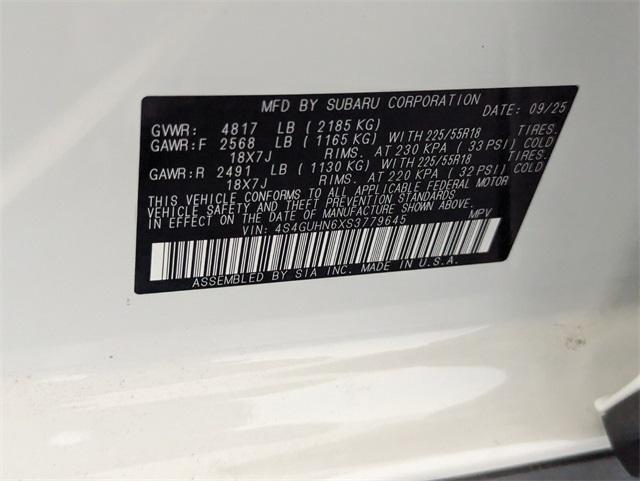 MFD BY SUBARU CORPORATION DATE: 09/25
GVWR: 4817 LB ( 2185 KG)
GAWR:F 2568 LB ( 1165 KG) WITH 225/55R18 TIRES.
18X7J RIMS. AT 230 KPA ( 33 PSI) COLD
GAWR:R 2491 LB ( 1130 KG) WITH 225/55R18 TIRES.
18X7J RIMS. AT 220 KPA ( 32 PSI) COLD
THIS VEHICLE CONFORMS TO ALL APPLICABLE FEDERAL MOTOR
VEHICLE SAFETY AND THEFT PREVENTION STANDARDS
IN EFFECT ON THE DATE OF MANUFACTURE SHOWN ABOVE.
VIN: 4S4GUHN6XS3779645 MPV
ASSEMBLED BY SIA INC. MADE IN U.S.A.